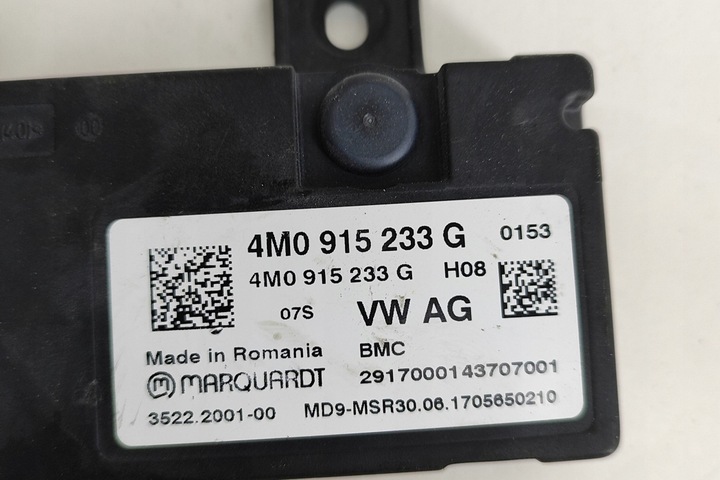 4M0 915 233 G 0153
4M0 915 233 G H08
07S VW AG
Made in Romania BMC
MARQUARDT 2917000143707001
3522.2001-00 MD9-MSR30.06.1705650210